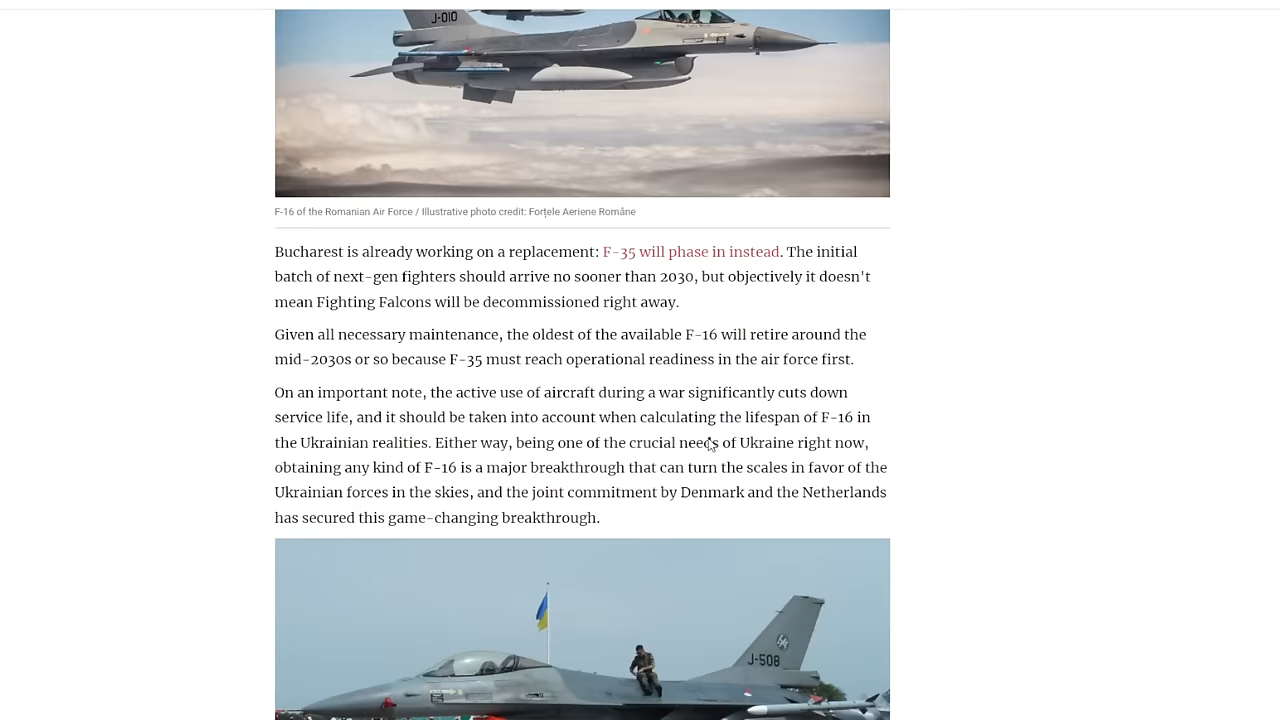 J-010
F-16 of the Romanian Air Force / Illustrative photo credit: Forțele Aeriene Române
Bucharest is already working on a replacement: F-35 will phase in instead. The initial
batch of next-gen fighters should arrive no sooner than 2030, but objectively it doesn't
mean Fighting Falcons will be decommissioned right away.
Given all necessary maintenance, the oldest of the available F-16 will retire around the
mid-2030s or so because F-35 must reach operational readiness in the air force first.
On an important note, the active use of aircraft during a war significantly cuts down
service life, and it should be taken into account when calculating the lifespan of F-16 in
the Ukrainian realities. Either way, being one of the crucial needs of Ukraine right now,
obtaining any kind of F-16 is a major breakthrough that can turn the scales in favor of the
Ukrainian forces in the skies, and the joint commitment by Denmark and the Netherlands
has secured this game-changing breakthrough.
J-508